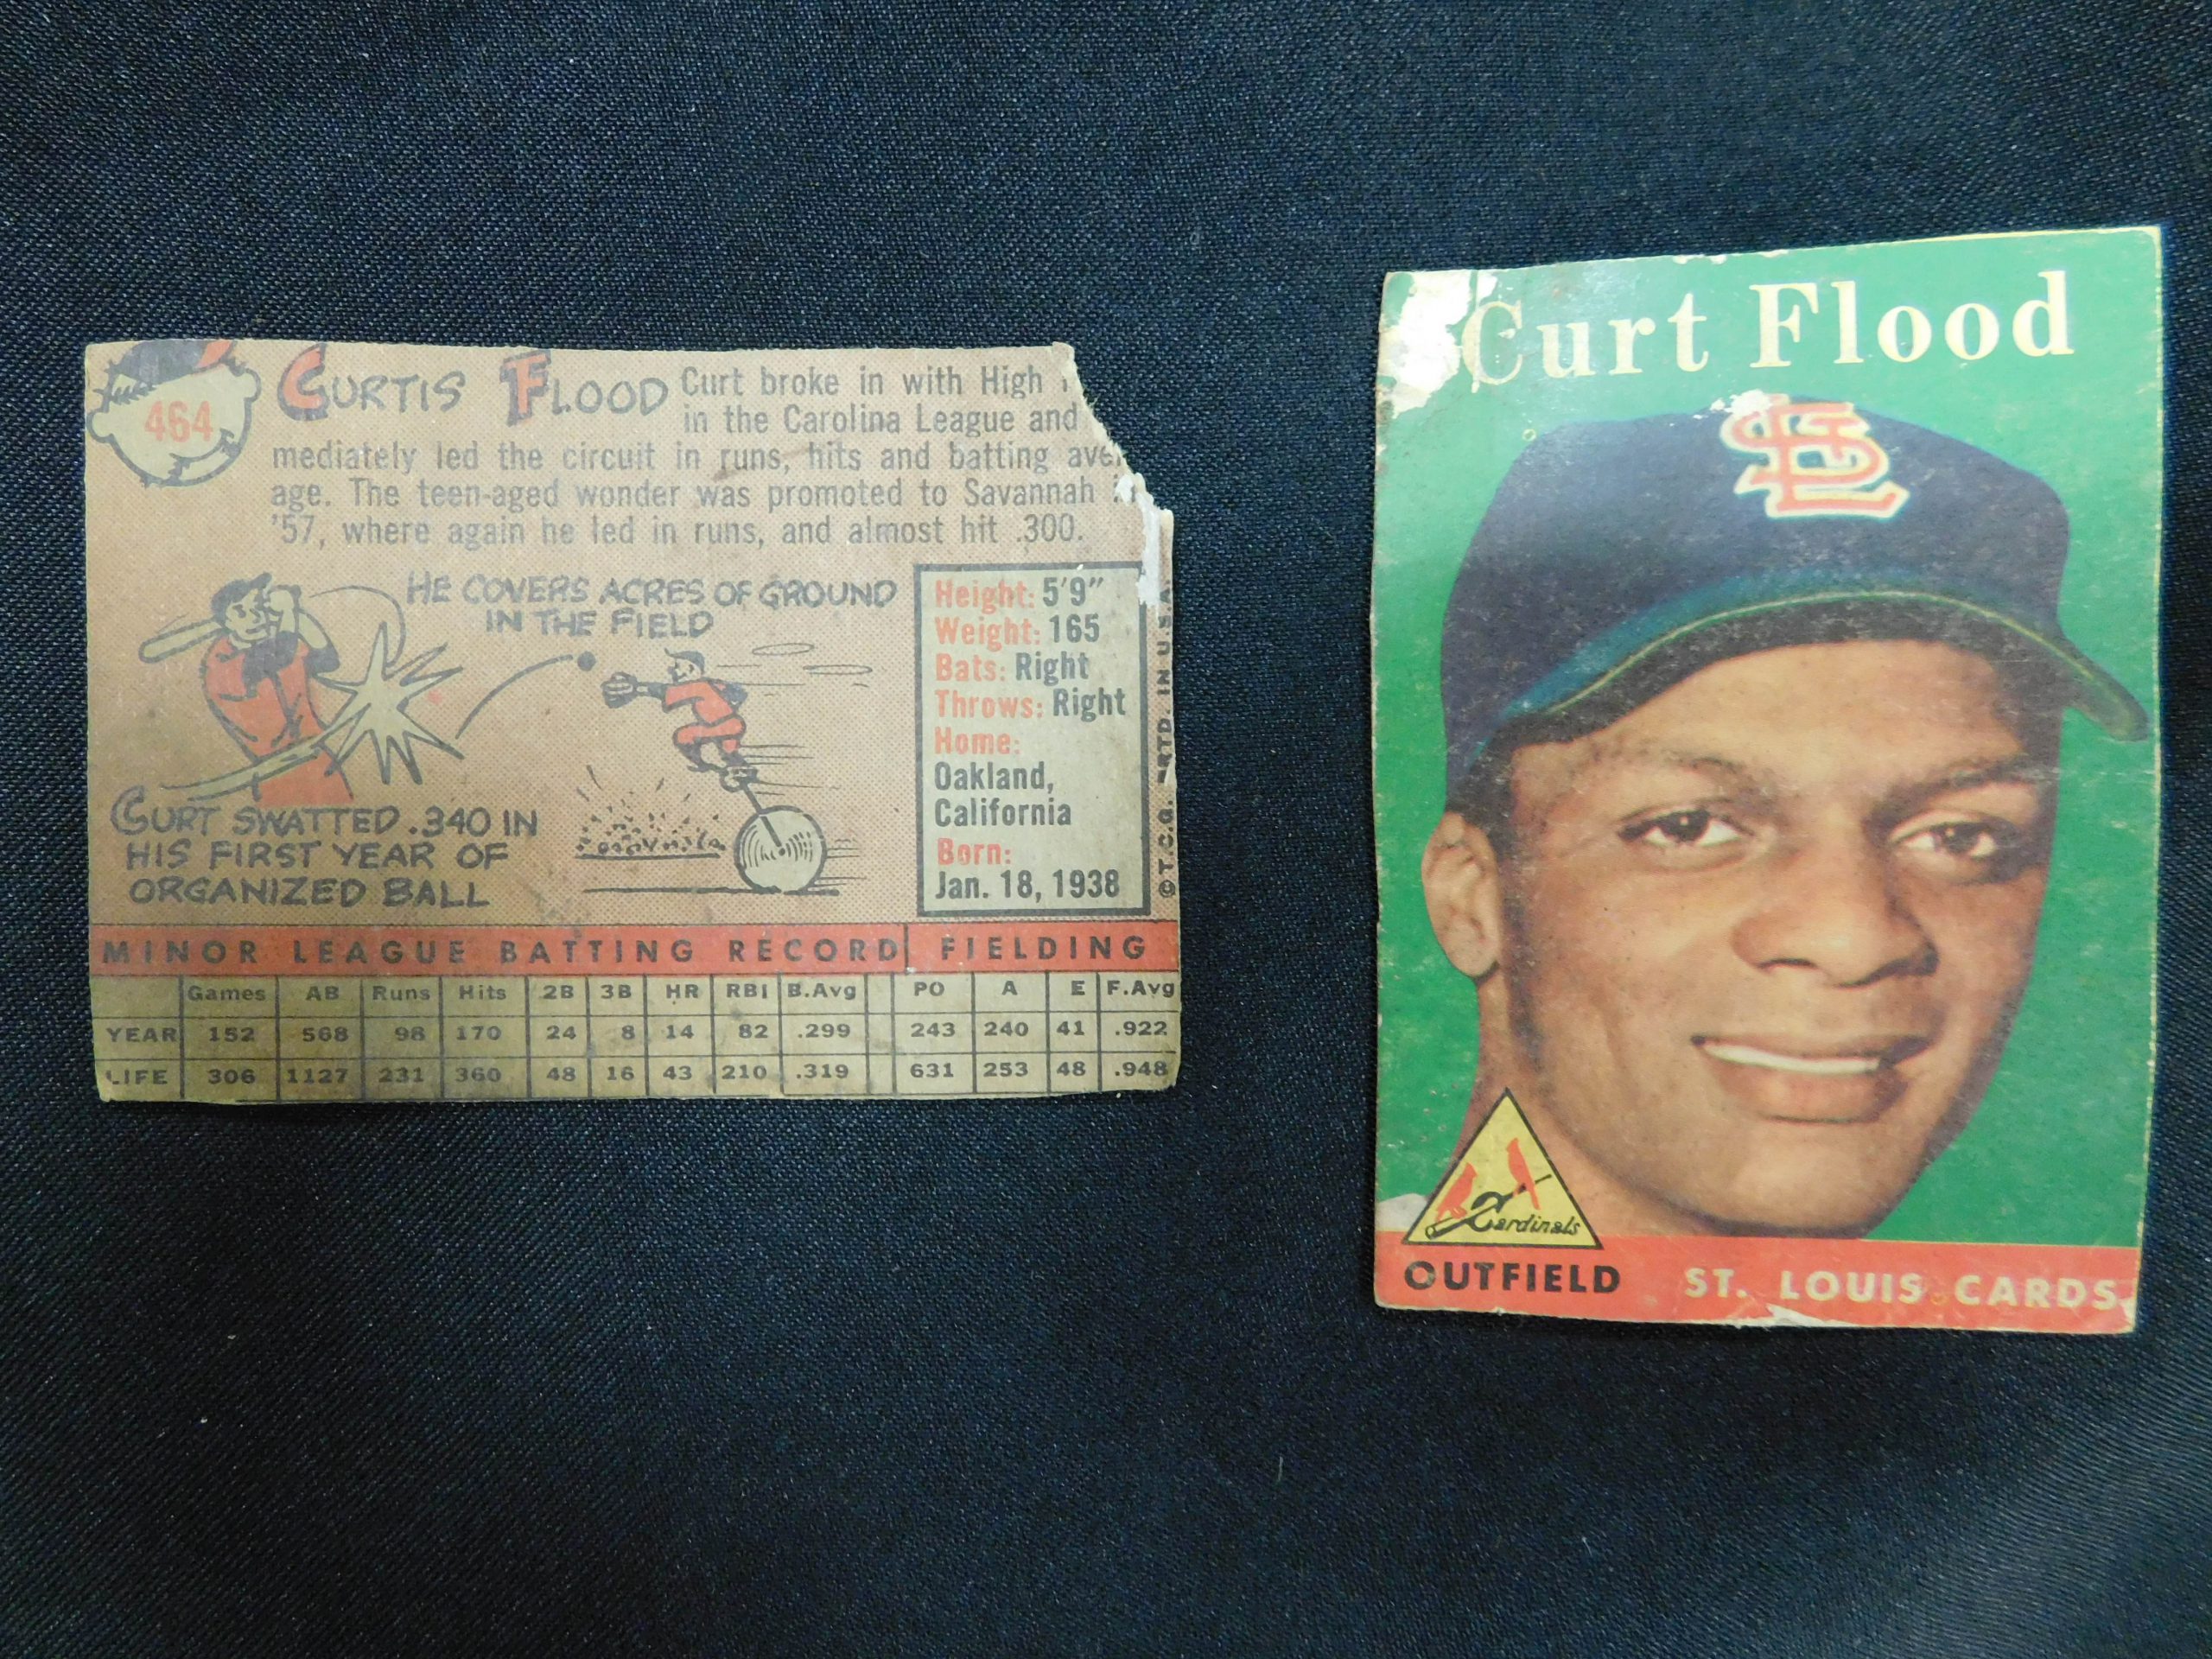 464
CURTIS FLOOD
Curt broke in with High
in the Carolina League and
mediately led the circuit in runs, hits and batting aver
age. The teen-aged wonder was promoted to Savannah in
'57, where again he led in runs, and almost hit .300.
HE COVERS ACRES OF GROUND
IN THE FIELD
CURT SWATTED .340 IN
HIS FIRST YEAR OF
ORGANIZED BALL
Height: 5'9"
Weight: 165
Bats: Right
Throws: Right
Home:
Oakland,
California
Born:
Jan. 18, 1938
© T.C.G. PRTD. IN U.S.A.
MINOR LEAGUE BATTING RECORD FIELDING
Games AB Runs Hits 2B 3B HR RBI B.Avg PO A E F.Avg
YEAR 152 568 98 170 24 8 14 82 .299 243 240 41 .922
LIFE 306 1127 231 360 48 16 43 210 .319 631 253 48 .948
Curt Flood
STL
Cardinals
OUTFIELD ST. LOUIS CARDS